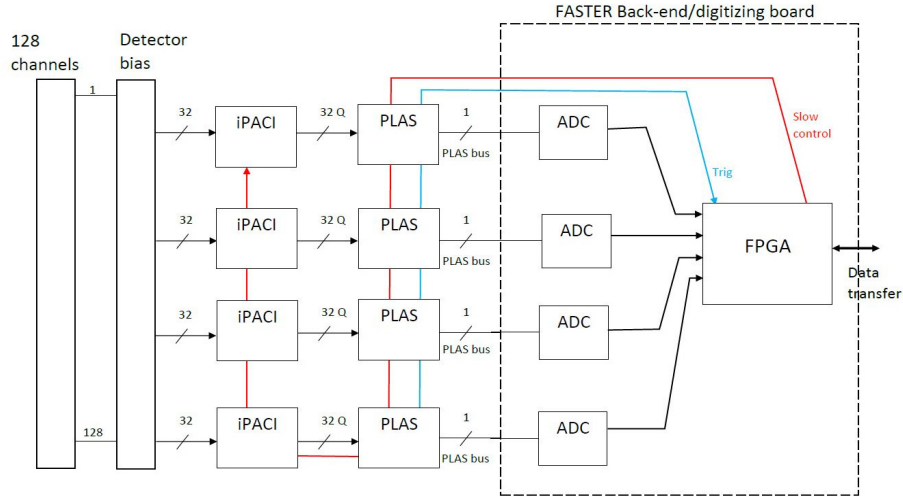 FASTER Back-end/digitizing board
128
channels
Detector
bias
1
32
iPACI
32 Q
PLAS
1
PLAS bus
ADC
Slow
control
Trig
32
iPACI
32 Q
PLAS
1
PLAS bus
ADC
FPGA
Data
transfer
32
iPACI
32 Q
PLAS
1
PLAS bus
ADC
128
32
iPACI
32 Q
PLAS
1
PLAS bus
ADC